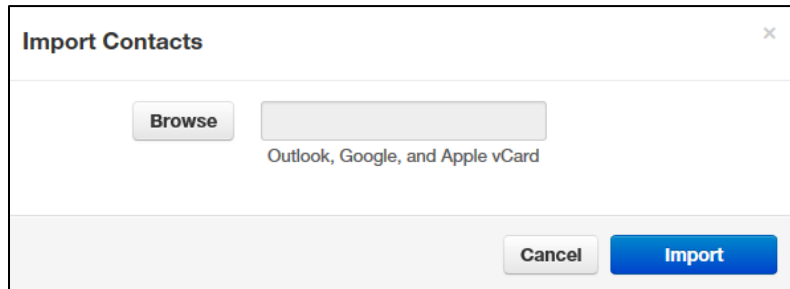 Import Contacts
×
Browse
Outlook, Google, and Apple vCard
Cancel Import